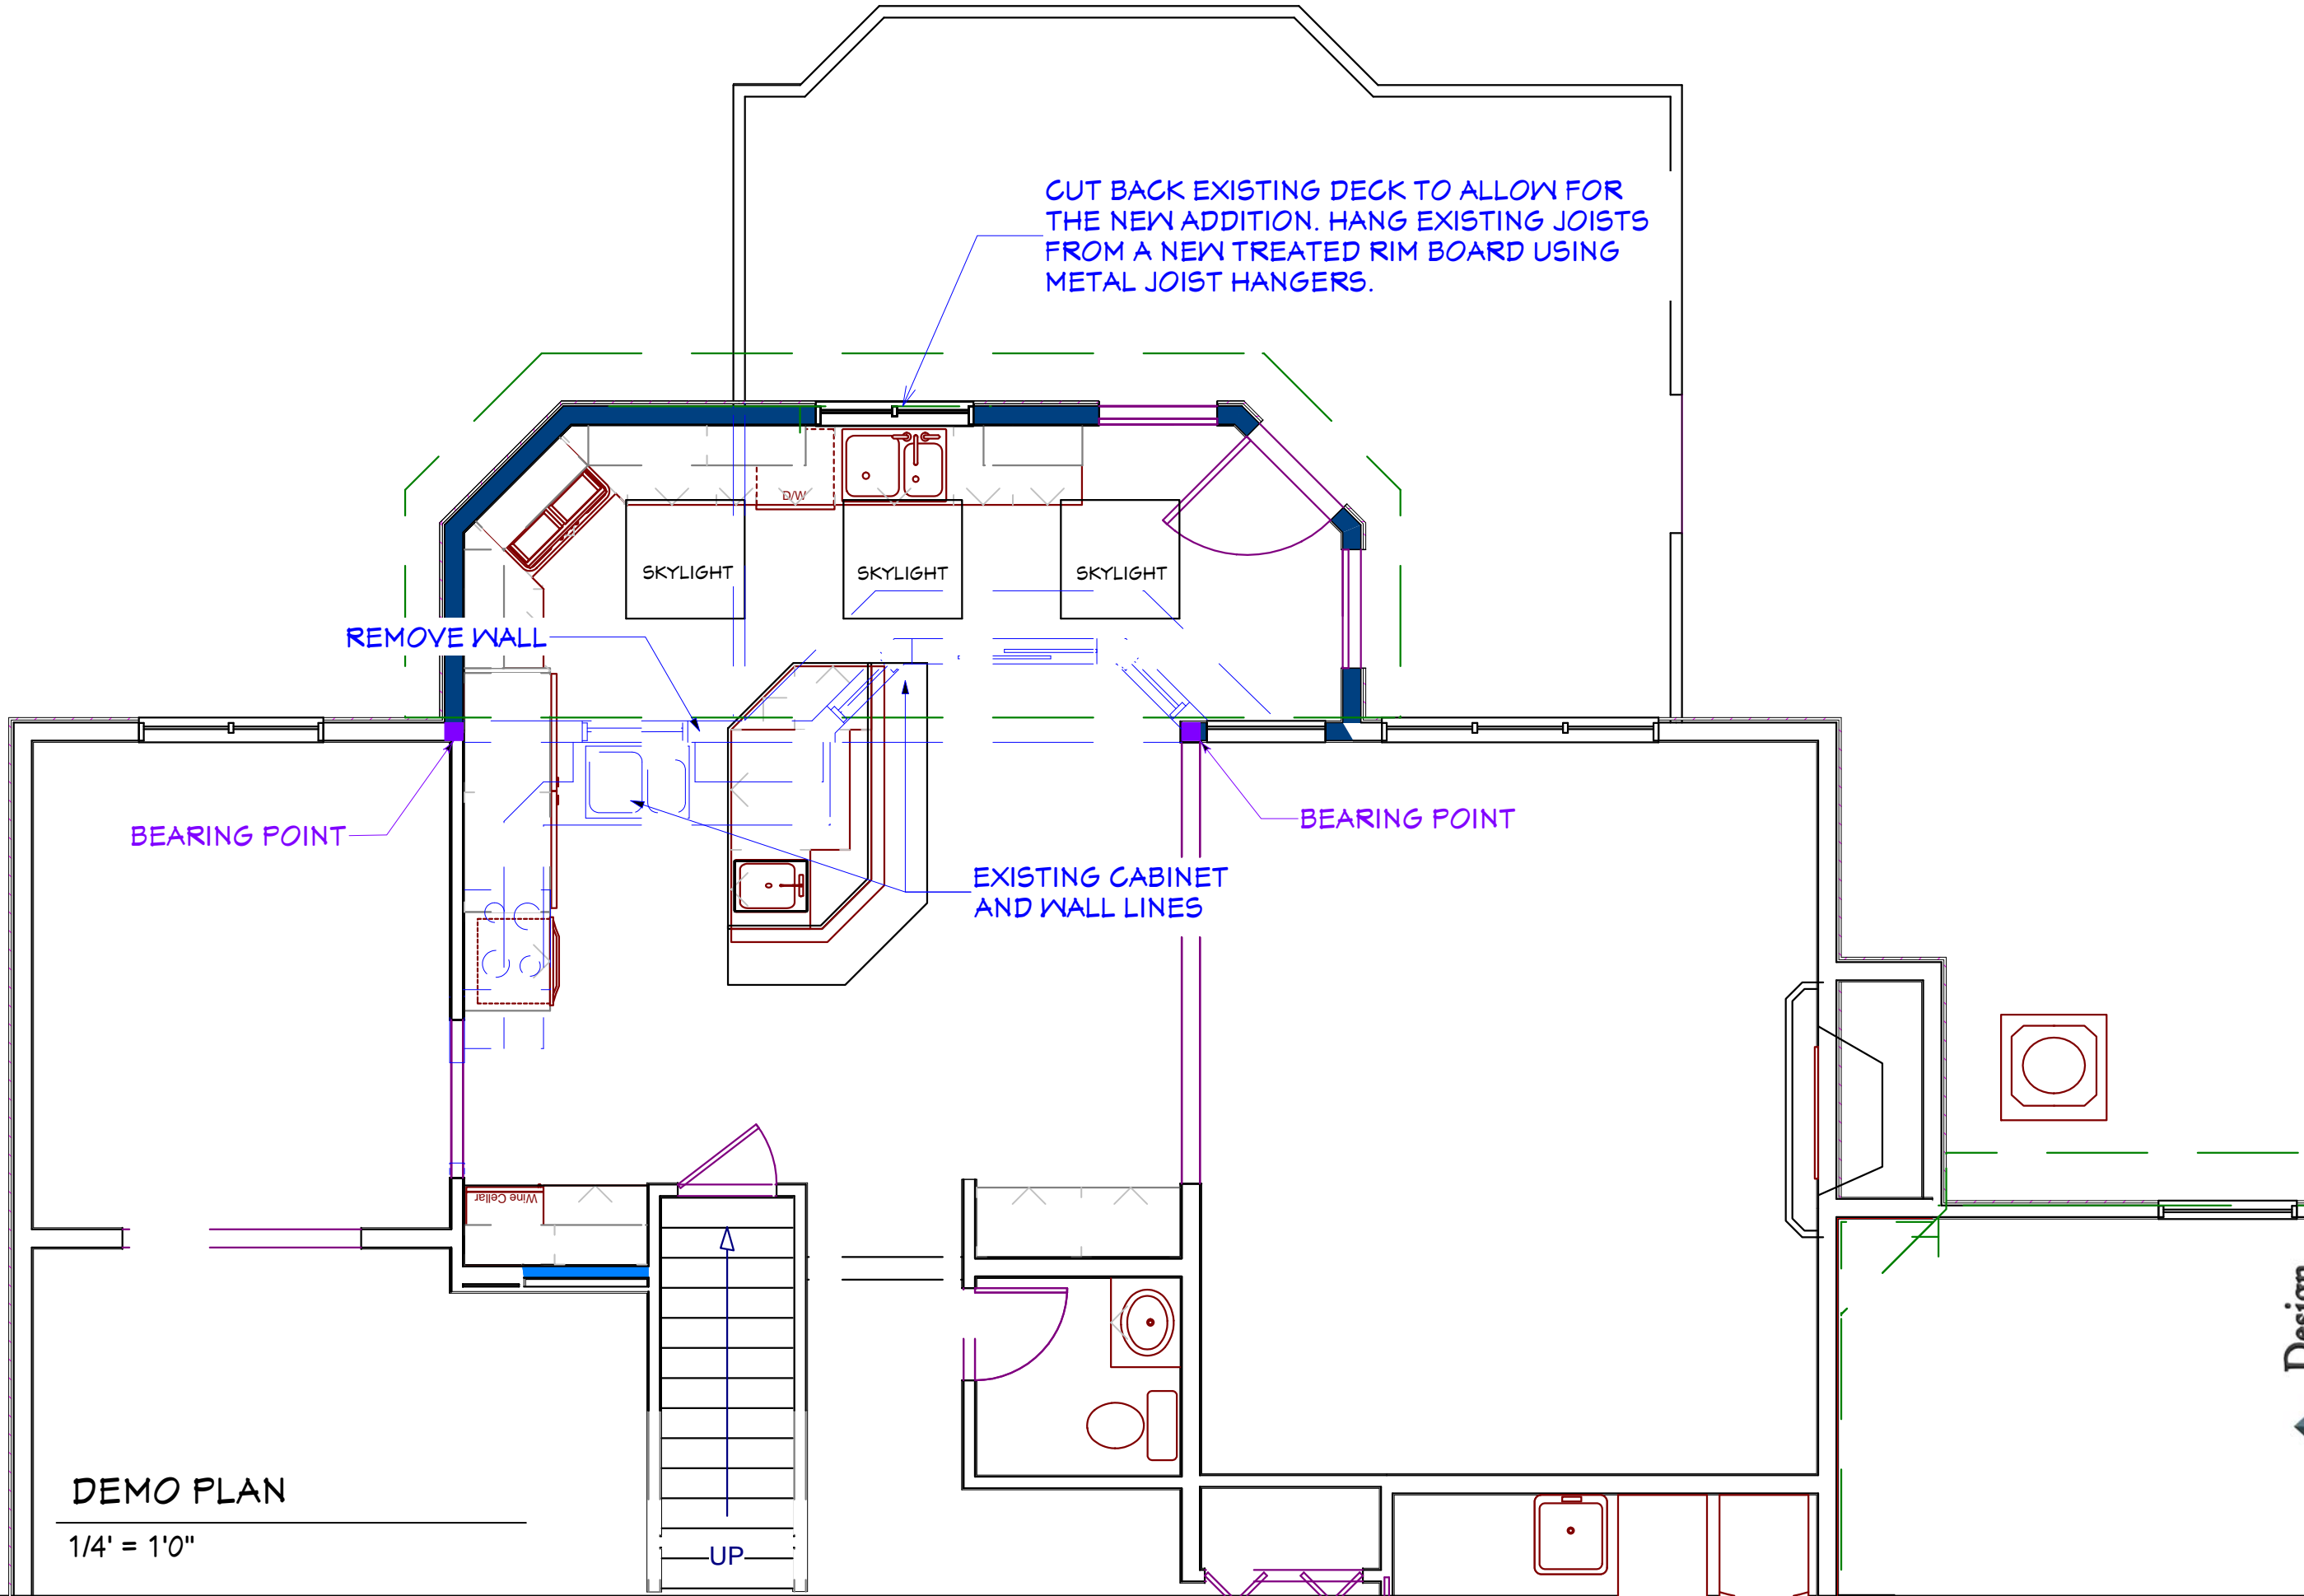 CUT BACK EXISTING DECK TO ALLOW FOR
THE NEW ADDITION. HANG EXISTING JOISTS
FROM A NEW TREATED RIM BOARD USING
METAL JOIST HANGERS.
D/W
SKYLIGHT
SKYLIGHT
SKYLIGHT
REMOVE WALL
BEARING POINT
BEARING POINT
EXISTING CABINET
AND WALL LINES
Wine Cellar
Design
DEMO PLAN
1/4' = 1'0"
UP